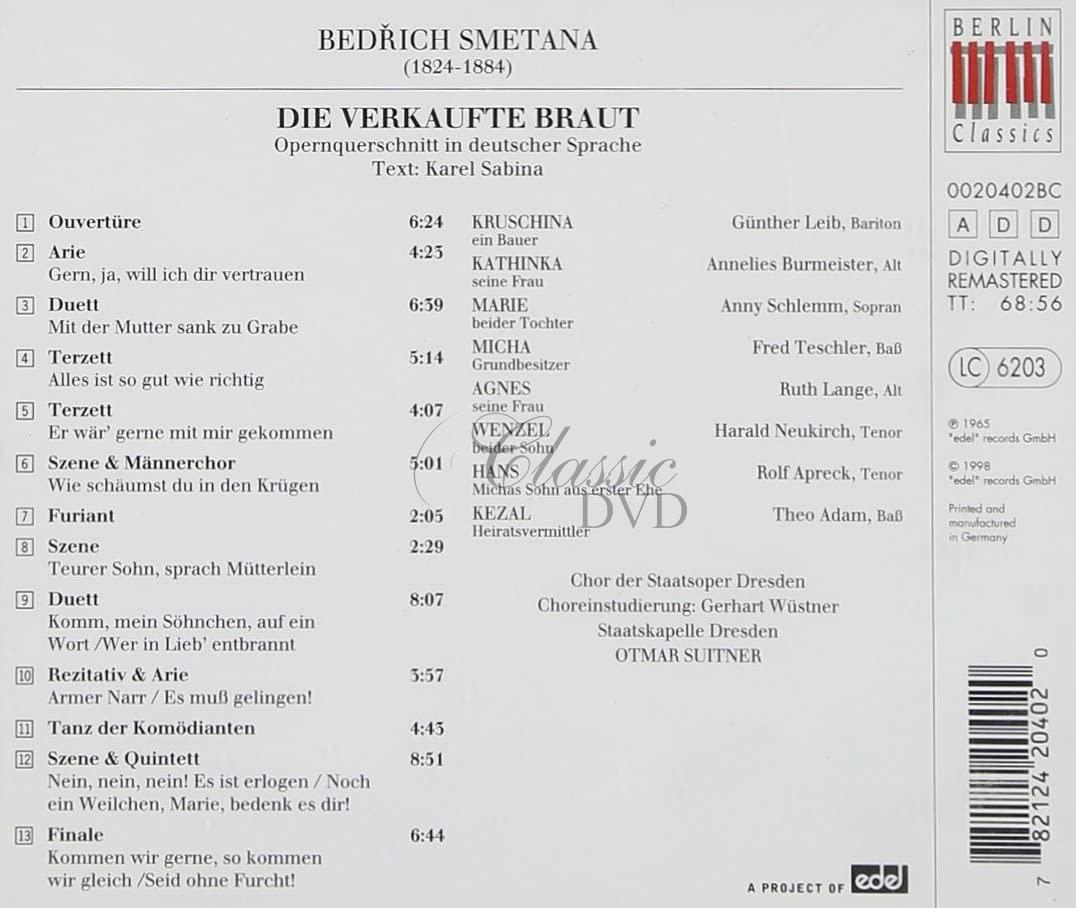 BEDŘICH SMETANA
(1824-1884)
DIE VERKAUFTE BRAUT
Opernquerschnitt in deutscher Sprache
Text: Karel Sabina
1 Ouvertüre 6:24
2 Arie 4:23
Gern, ja, will ich dir vertrauen
3 Duett 6:39
Mit der Mutter sank zu Grabe
4 Terzett 5:14
Alles ist so gut wie richtig
5 Terzett 4:07
Er wär' gerne mit mir gekommen
6 Szene & Männerchor 5:01
Wie schäumst du in den Krügen
7 Furiant 2:05
8 Szene 2:29
Teurer Sohn, sprach Mütterlein
9 Duett 8:07
Komm, mein Söhnchen, auf ein
Wort /Wer in Lieb' entbrannt
10 Rezitativ & Arie 3:57
Armer Narr / Es muß gelingen!
11 Tanz der Komödianten 4:43
12 Szene & Quintett 8:51
Nein, nein, nein! Es ist erlogen / Noch
ein Weilchen, Marie, bedenk es dir!
13 Finale 6:44
Kommen wir gerne, so kommen
wir gleich /Seid ohne Furcht!
KRUSCHINA Günther Leib, Bariton
ein Bauer
KATHINKA Annelies Burmeister, Alt
seine Frau
MARIE Anny Schlemm, Sopran
beider Tochter
MICHA Fred Teschler, Baß
Grundbesitzer
AGNES Ruth Lange, Alt
seine Frau
WENZEL Harald Neukirch, Tenor
beider Sohn
HANS Rolf Apreck, Tenor
Michas Sohn aus erster Ehe
KEZAL Theo Adam, Baß
Heiratsvermittler
Classic
DVD
Chor der Staatsoper Dresden
Choreinstudierung: Gerhart Wüstner
Staatskapelle Dresden
OTMAR SUITNER
BERLIN
Classics
0020402BC
A D D
DIGITALLY
REMASTERED
TT: 68:56
LC 6203
℗ 1965
"edel" records GmbH
© 1998
"edel" records GmbH
Printed and
manufactured
in Germany
7 82124 20402 0
A PROJECT OF edel